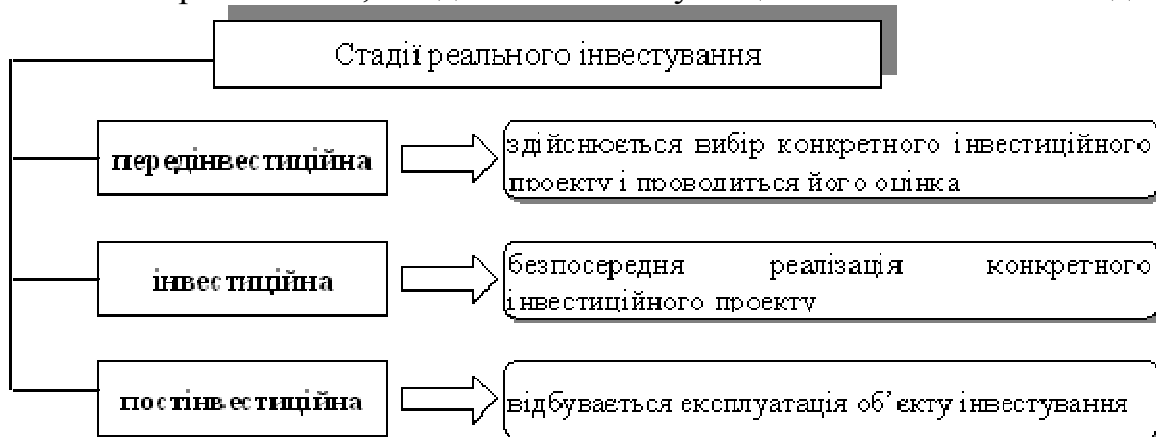 Стадії реального інвестування
передінвестиційна
здійснюється вибір конкретного інвестиційного
проекту і проводиться його оцінка
інвестиційна
безпосередня реалізація конкретного
інвестиційного проекту
постінвестиційна
відбувається експлуатація об’єкту інвестування